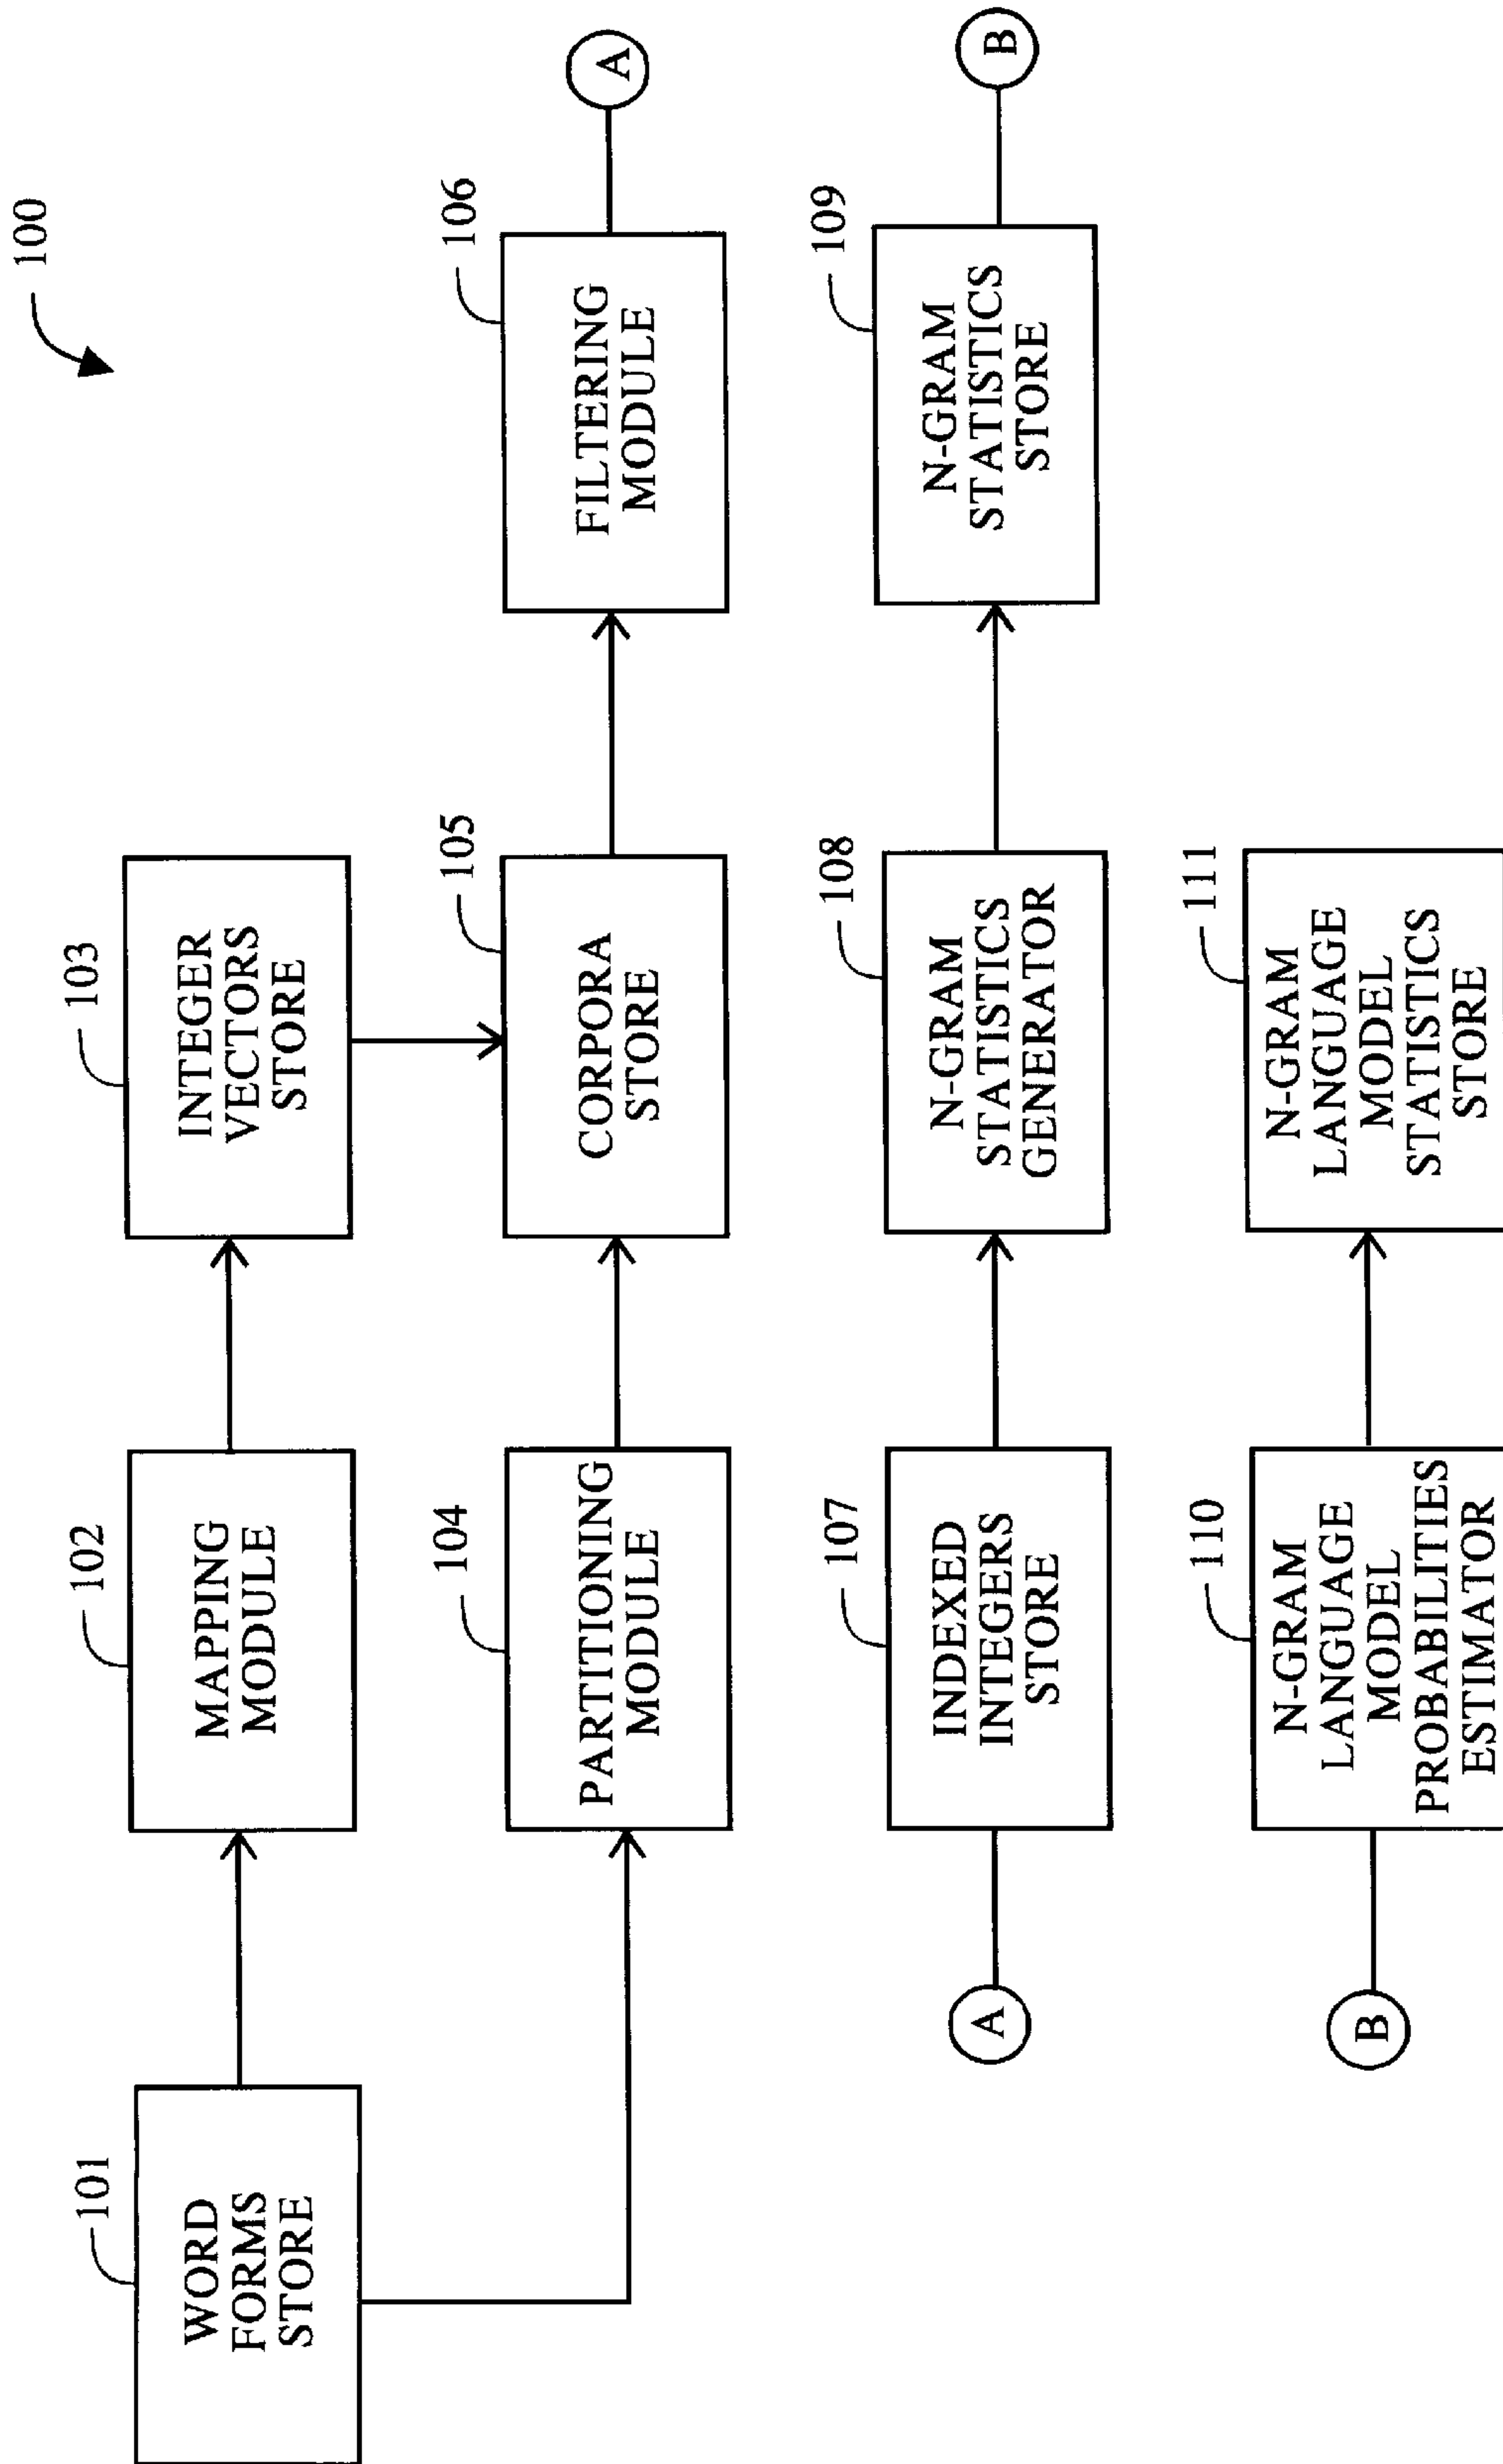 100
101
WORD
FORMS
STORE
102
MAPPING
MODULE
103
INTEGER
VECTORS
STORE
104
PARTITIONING
MODULE
105
CORPORA
STORE
106
FILTERING
MODULE
A
A
107
INDEXED
INTEGERS
STORE
108
N-GRAM
STATISTICS
GENERATOR
109
N-GRAM
STATISTICS
STORE
B
B
110
N-GRAM
LANGUAGE
MODEL
PROBABILITIES
ESTIMATOR
111
N-GRAM
LANGUAGE
MODEL
STATISTICS
STORE